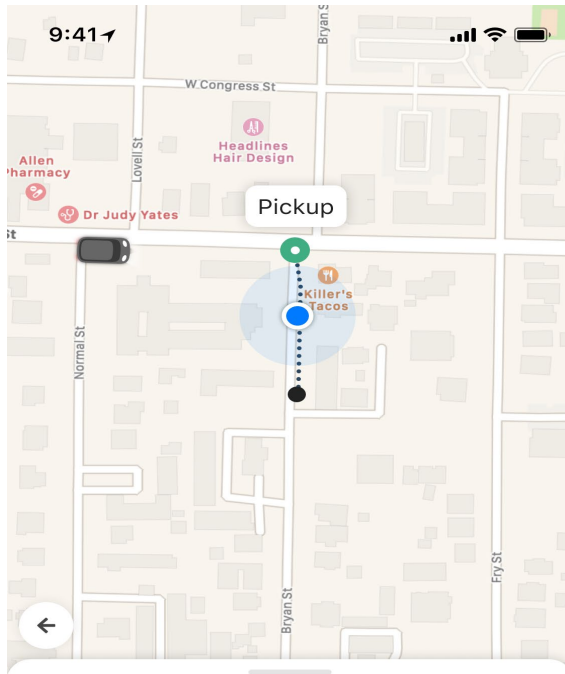 9:41
Bryan St
W Congress St
Headlines
Hair Design
Lovell St
Allen
Pharmacy
Dr Judy Yates
Pickup
St
Killer's
Tacos
Normal St
Fry St
Bryan St